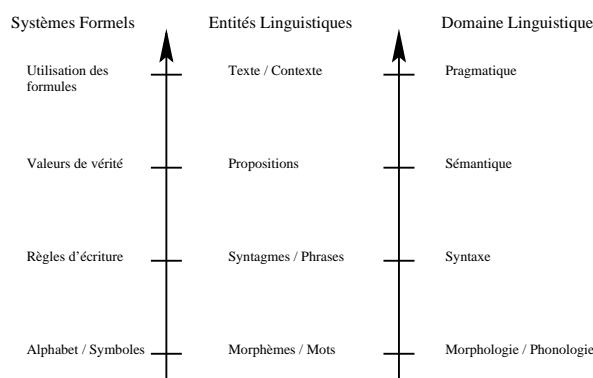 Systèmes Formels Entités Linguistiques Domaine Linguistique
Utilisation des formules Texte / Contexte Pragmatique
Valeurs de vérité Propositions Sémantique
Règles d'écriture Syntagmes / Phrases Syntaxe
Alphabet / Symboles Morphèmes / Mots Morphologie / Phonologie